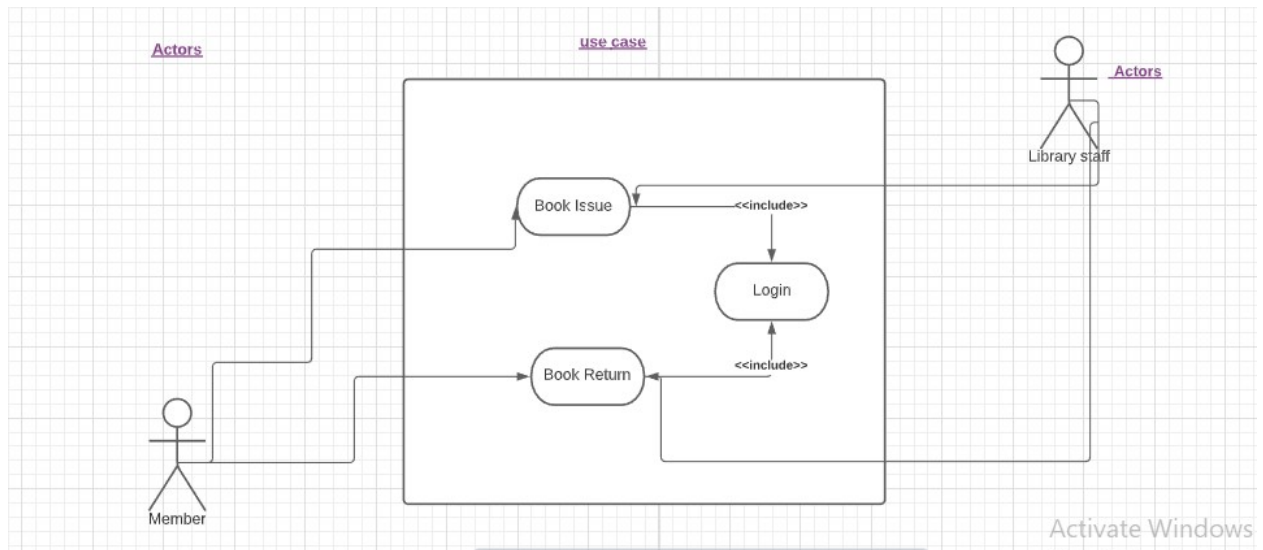 Actors
use case
Actors
Library staff
Book Issue
<<include>>
Login
<<include>>
Book Return
Member
Activate Windows